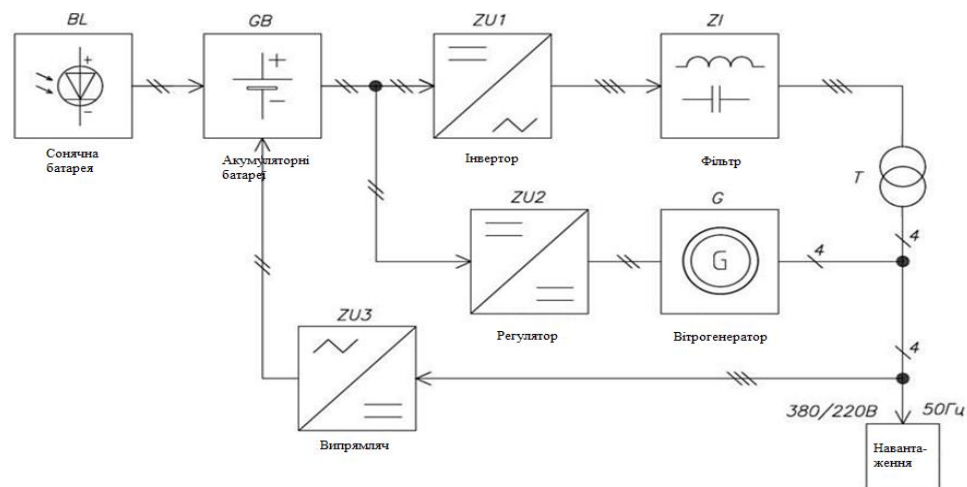 BL
GB
ZU1
ZI
+
-
+
-
Сонячна
батарея
Акумуляторні
батареї
Інвертор
Фільтр
T
ZU2
G
4
G
4
Регулятор
Вітрогенератор
ZU3
4
380/220В 50Гц
Випрямляч
Наванта-
ження